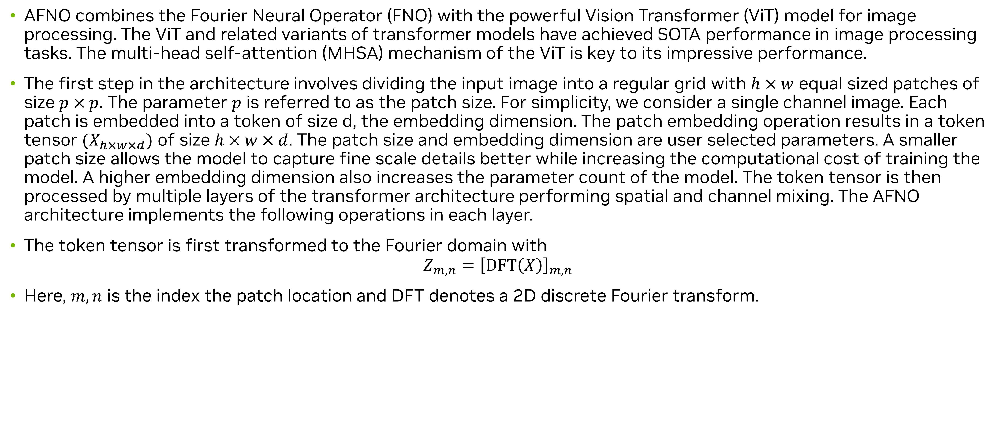 • AFNO combines the Fourier Neural Operator (FNO) with the powerful Vision Transformer (ViT) model for image
processing. The ViT and related variants of transformer models have achieved SOTA performance in image processing
tasks. The multi-head self-attention (MHSA) mechanism of the ViT is key to its impressive performance.
• The first step in the architecture involves dividing the input image into a regular grid with h × w equal sized patches of
size p × p. The parameter p is referred to as the patch size. For simplicity, we consider a single channel image. Each
patch is embedded into a token of size d, the embedding dimension. The patch embedding operation results in a token
tensor (X_{h×w×d}) of size h × w × d. The patch size and embedding dimension are user selected parameters. A smaller
patch size allows the model to capture fine scale details better while increasing the computational cost of training the
model. A higher embedding dimension also increases the parameter count of the model. The token tensor is then
processed by multiple layers of the transformer architecture performing spatial and channel mixing. The AFNO
architecture implements the following operations in each layer.
• The token tensor is first transformed to the Fourier domain with
Z_{m,n} = [DFT(X)]_{m,n}
• Here, m, n is the index the patch location and DFT denotes a 2D discrete Fourier transform.